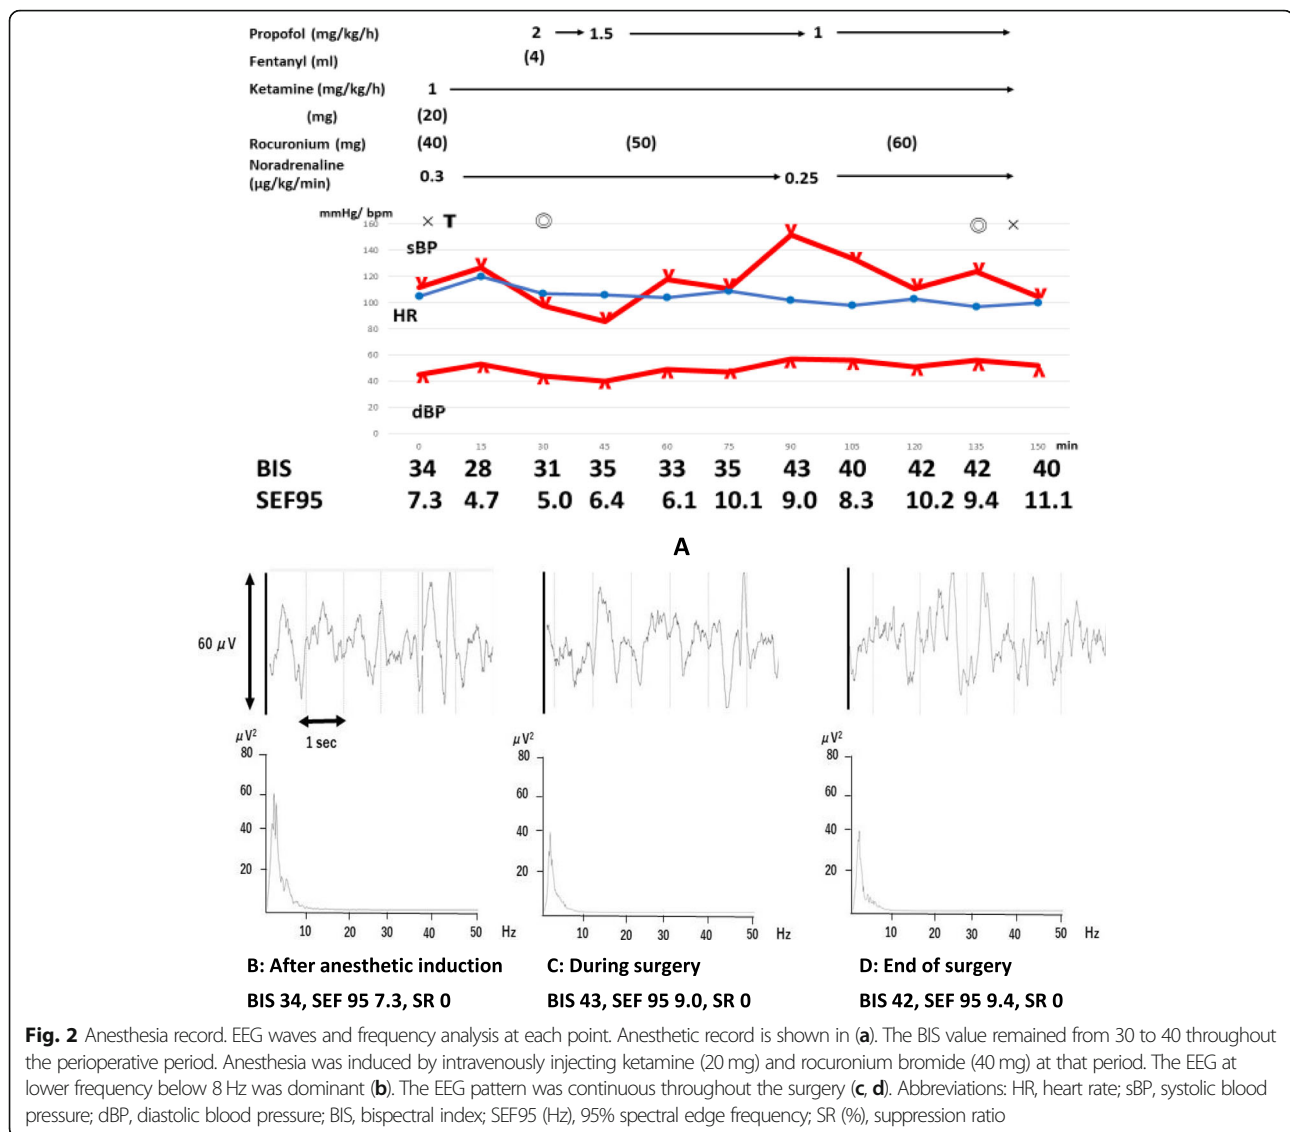 Propofol (mg/kg/h) 2 1.5 1
Fentanyl (ml) (4)
Ketamine (mg/kg/h) 1
(mg) (20)
Rocuronium (mg) (40) (50) (60)
Noradrenaline
(μg/kg/min) 0.3 0.25
mmHg/ bpm
× T ◎ ◎ ×
160
sBP
140
120
100
HR
80
60
40
dBP
20
0
0 15 30 45 60 75 90 105 120 135 150 min
BIS 34 28 31 35 33 35 43 40 42 42 40
SEF95 7.3 4.7 5.0 6.4 6.1 10.1 9.0 8.3 10.2 9.4 11.1
A
60 μV
1 sec
μV² μV² μV²
80 80 80
60 60 60
40 40 40
20 20 20
10 20 30 40 50 Hz 10 20 30 40 50 Hz 10 20 30 40 50 Hz
B: After anesthetic induction C: During surgery D: End of surgery
BIS 34, SEF 95 7.3, SR 0 BIS 43, SEF 95 9.0, SR 0 BIS 42, SEF 95 9.4, SR 0
Fig. 2 Anesthesia record. EEG waves and frequency analysis at each point. Anesthetic record is shown in (a). The BIS value remained from 30 to 40 throughout
the perioperative period. Anesthesia was induced by intravenously injecting ketamine (20 mg) and rocuronium bromide (40 mg) at that period. The EEG at
lower frequency below 8 Hz was dominant (b). The EEG pattern was continuous throughout the surgery (c, d). Abbreviations: HR, heart rate; sBP, systolic blood
pressure; dBP, diastolic blood pressure; BIS, bispectral index; SEF95 (Hz), 95% spectral edge frequency; SR (%), suppression ratio